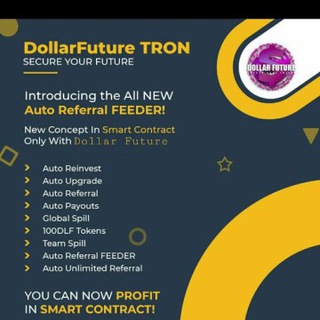 DollarFuture TRON
SECURE YOUR FUTURE
DOLLAR FUTURE
Introducing the All NEW
Auto Referral FEEDER!
New Concept In Smart Contract
Only With Dollar Future
Auto Reinvest
Auto Upgrade
Auto Referral
Auto Payouts
Global Spill
100DLF Tokens
Team Spill
Auto Referral FEEDER
Auto Unlimited Referral
YOU CAN NOW PROFIT
IN SMART CONTRACT!